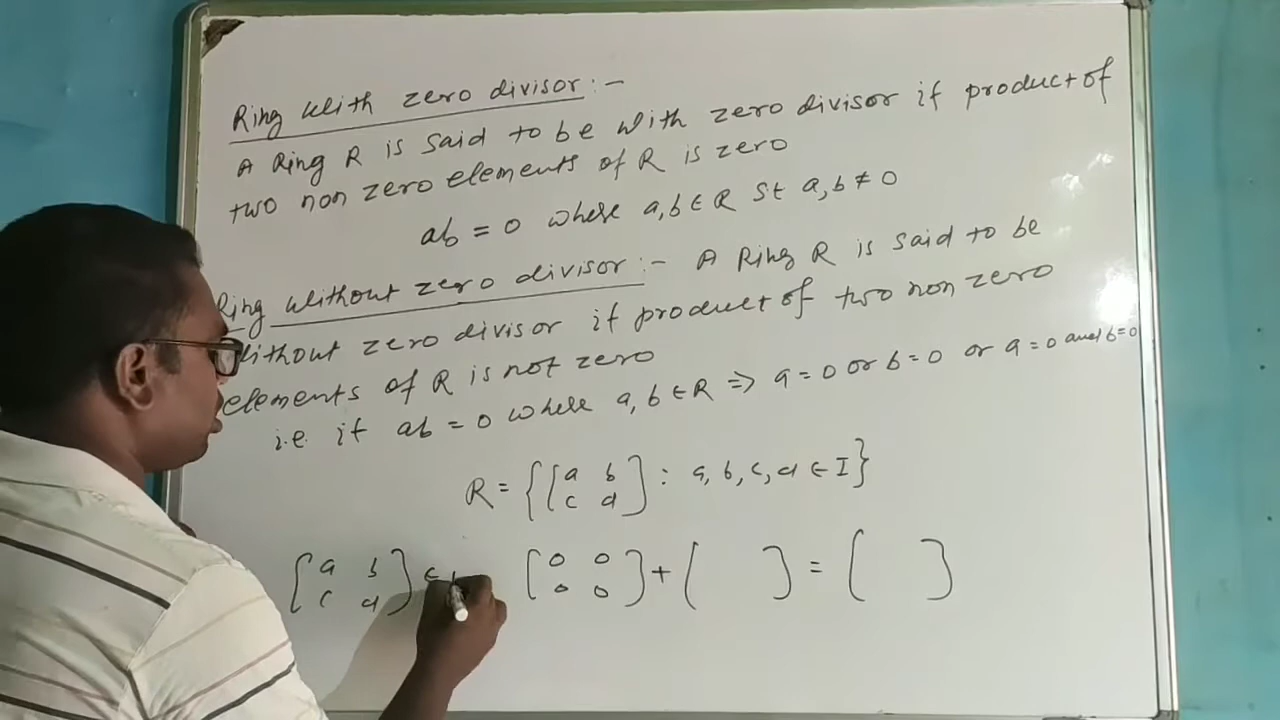 Ring With zero divisor :-
A Ring R is said to be with zero divisor if product of
two non zero elements of R is zero
ab = 0 where a,b ∈ R St a,b ≠ 0
Ring Without zero divisor :- A Ring R is said to be
Without zero divisor if product of two non zero
elements of R is not zero
i.e. if ab = 0 where a, b ∈ R ⇒ a = 0 or b = 0 or a = 0 and b = 0
R = {[a b c d] : a, b, c, d ∈ I}
[a b c d] ∈ [0 0 0 0] + [ ] = [ ]